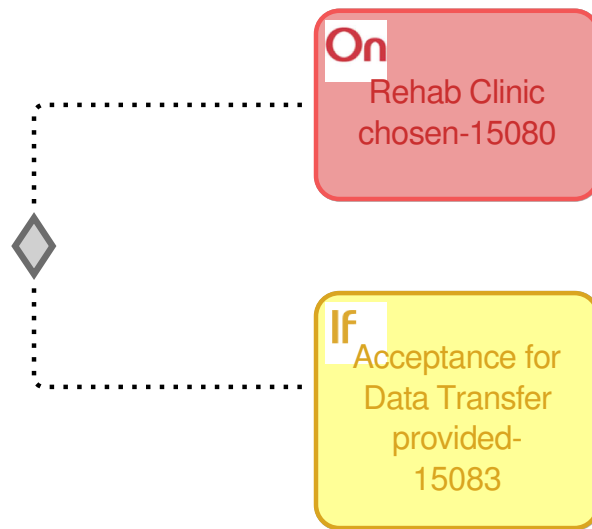 On
Rehab Clinic
chosen-15080
If
Acceptance for
Data Transfer
provided-
15083